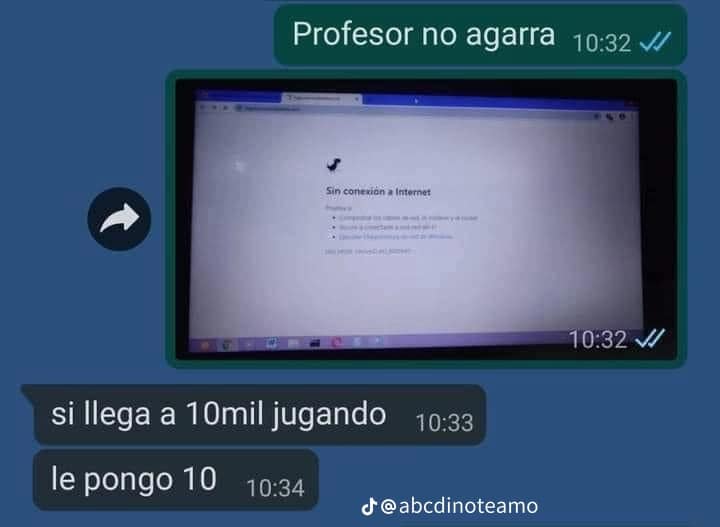 Profesor no agarra 10:32
Sin conexión a Internet
Prueba a:
10:32
si llega a 10mil jugando 10:33
le pongo 10 10:34
@abcdinoteamo